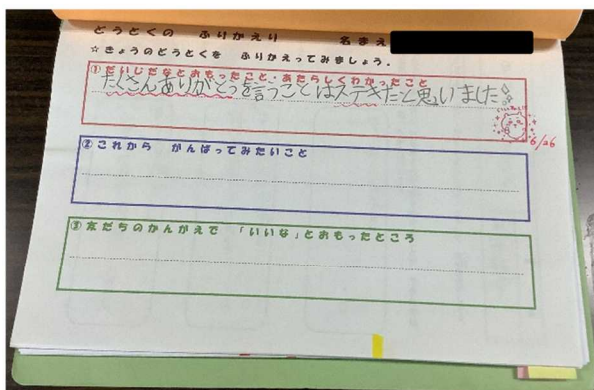 どうとくの ふりかえり 名まえ
☆きょうのどうとくを ふりかえってみましょう.
①だいじだなとおもったこと、あたらしくわかったこと
たくさんありがとうを言うことはステキだと思いました。
6/26
②これから がんばってみたいこと
③友だちのかんがえで 「いいな」とおもったところ